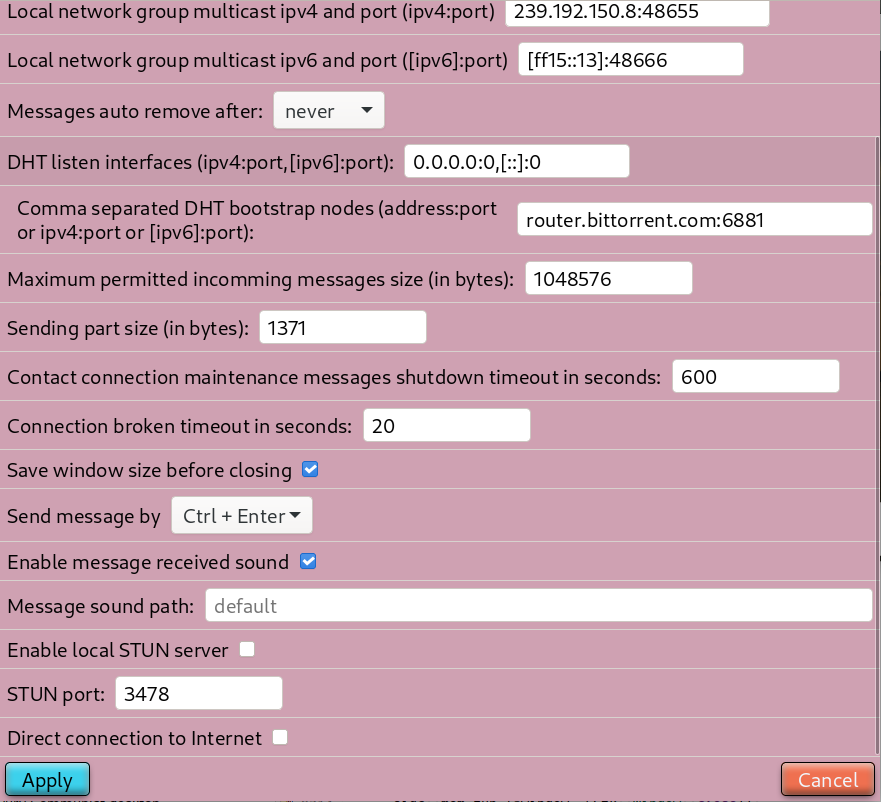 Local network group multicast ipv4 and port (ipv4:port) 239.192.150.8:48655
Local network group multicast ipv6 and port ([ipv6]:port) [ff15::13]:48666
Messages auto remove after: never
DHT listen interfaces (ipv4:port,[ipv6]:port): 0.0.0.0:0,[::]:0
Comma separated DHT bootstrap nodes (address:port
or ipv4:port or [ipv6]:port): router.bittorrent.com:6881
Maximum permitted incomming messages size (in bytes): 1048576
Sending part size (in bytes): 1371
Contact connection maintenance messages shutdown timeout in seconds: 600
Connection broken timeout in seconds: 20
Save window size before closing
Send message by Ctrl + Enter
Enable message received sound
Message sound path: default
Enable local STUN server
STUN port: 3478
Direct connection to Internet
Apply Cancel